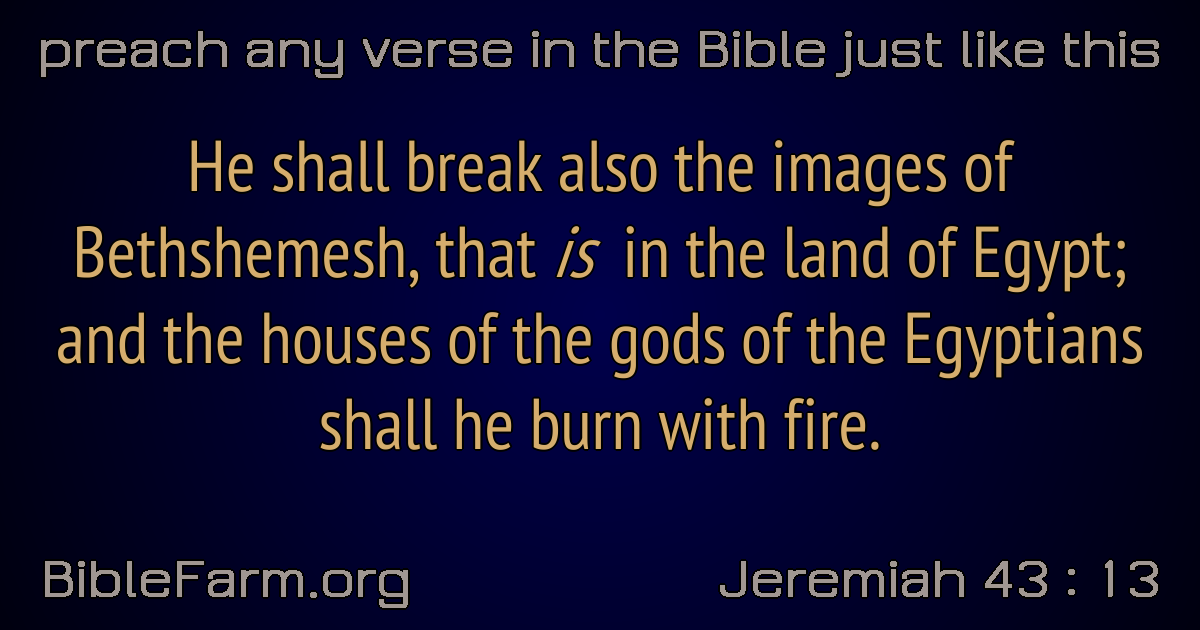 preach any verse in the Bible just like this
He shall break also the images of
Bethshemesh, that is in the land of Egypt;
and the houses of the gods of the Egyptians
shall he burn with fire.
BibleFarm.org
Jeremiah 43 : 13